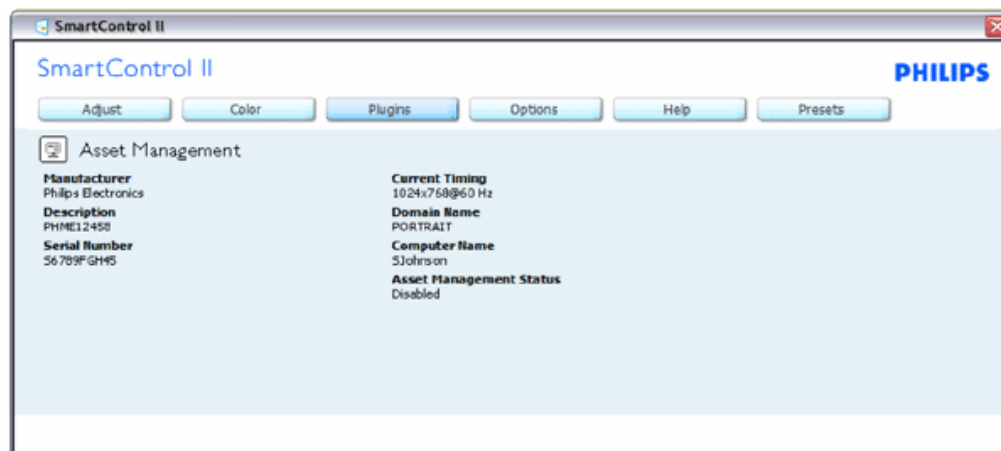 SmartControl II
SmartControl II
PHILIPS
Adjust Color Plugins Options Help Presets
Asset Management
Manufacturer
Philips Electronics
Description
PHME12458
Serial Number
56789FGH45
Current Timing
1024x768@60 Hz
Domain Name
PORTRAIT
Computer Name
SJohnson
Asset Management Status
Disabled